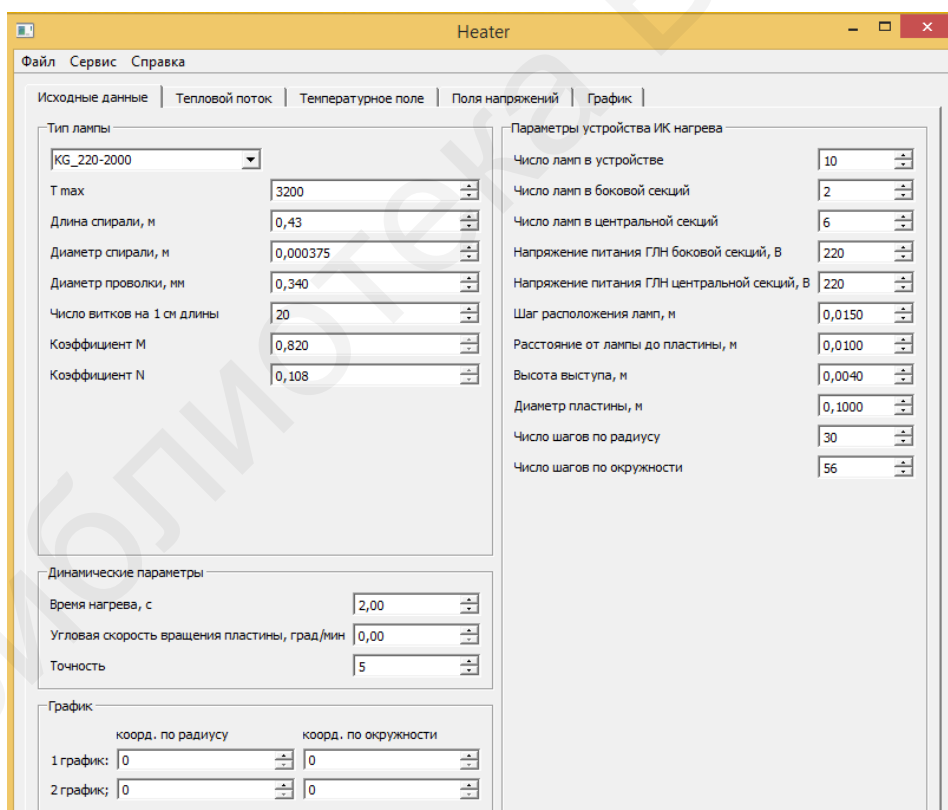 Heater
Файл Сервис Справка
Исходные данные Тепловой поток Температурное поле Поля напряжений График
Тип лампы
KG_220-2000
T max 3200
Длина спирали, м 0,43
Диаметр спирали, м 0,000375
Диаметр проволки, мм 0,340
Число витков на 1 см длины 20
Коэффициент M 0,820
Коэффициент N 0,108
Динамические параметры
Время нагрева, с 2,00
Угловая скорость вращения пластины, град/мин 0,00
Точность 5
График
коорд. по радиусу коорд. по окружности
1 график: 0 0
2 график; 0 0
Параметры устройства ИК нагрева
Число ламп в устройстве 10
Число ламп в боковой секций 2
Число ламп в центральной секций 6
Напряжение питания ГЛН боковой секций, В 220
Напряжение питания ГЛН центральной секций, В 220
Шаг расположения ламп, м 0,0150
Расстояние от лампы до пластины, м 0,0100
Высота выступа, м 0,0040
Диаметр пластины, м 0,1000
Число шагов по радиусу 30
Число шагов по окружности 56
библиотека